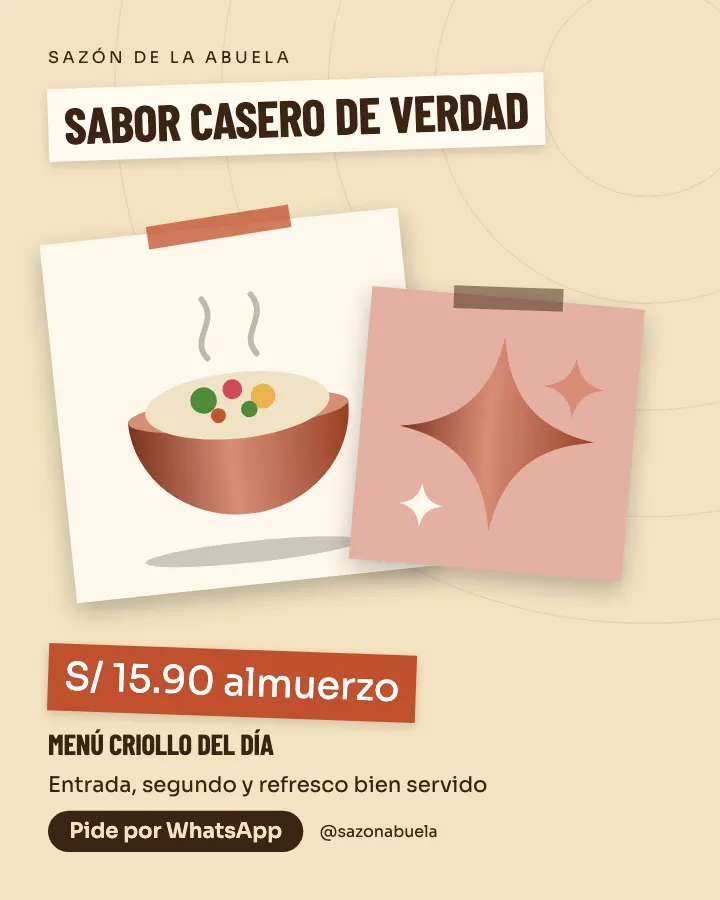 SAZÓN DE LA ABUELA
SABOR CASERO DE VERDAD
S/ 15.90 almuerzo
MENÚ CRIOLLO DEL DÍA
Entrada, segundo y refresco bien servido
Pide por WhatsApp
@sazonabuela